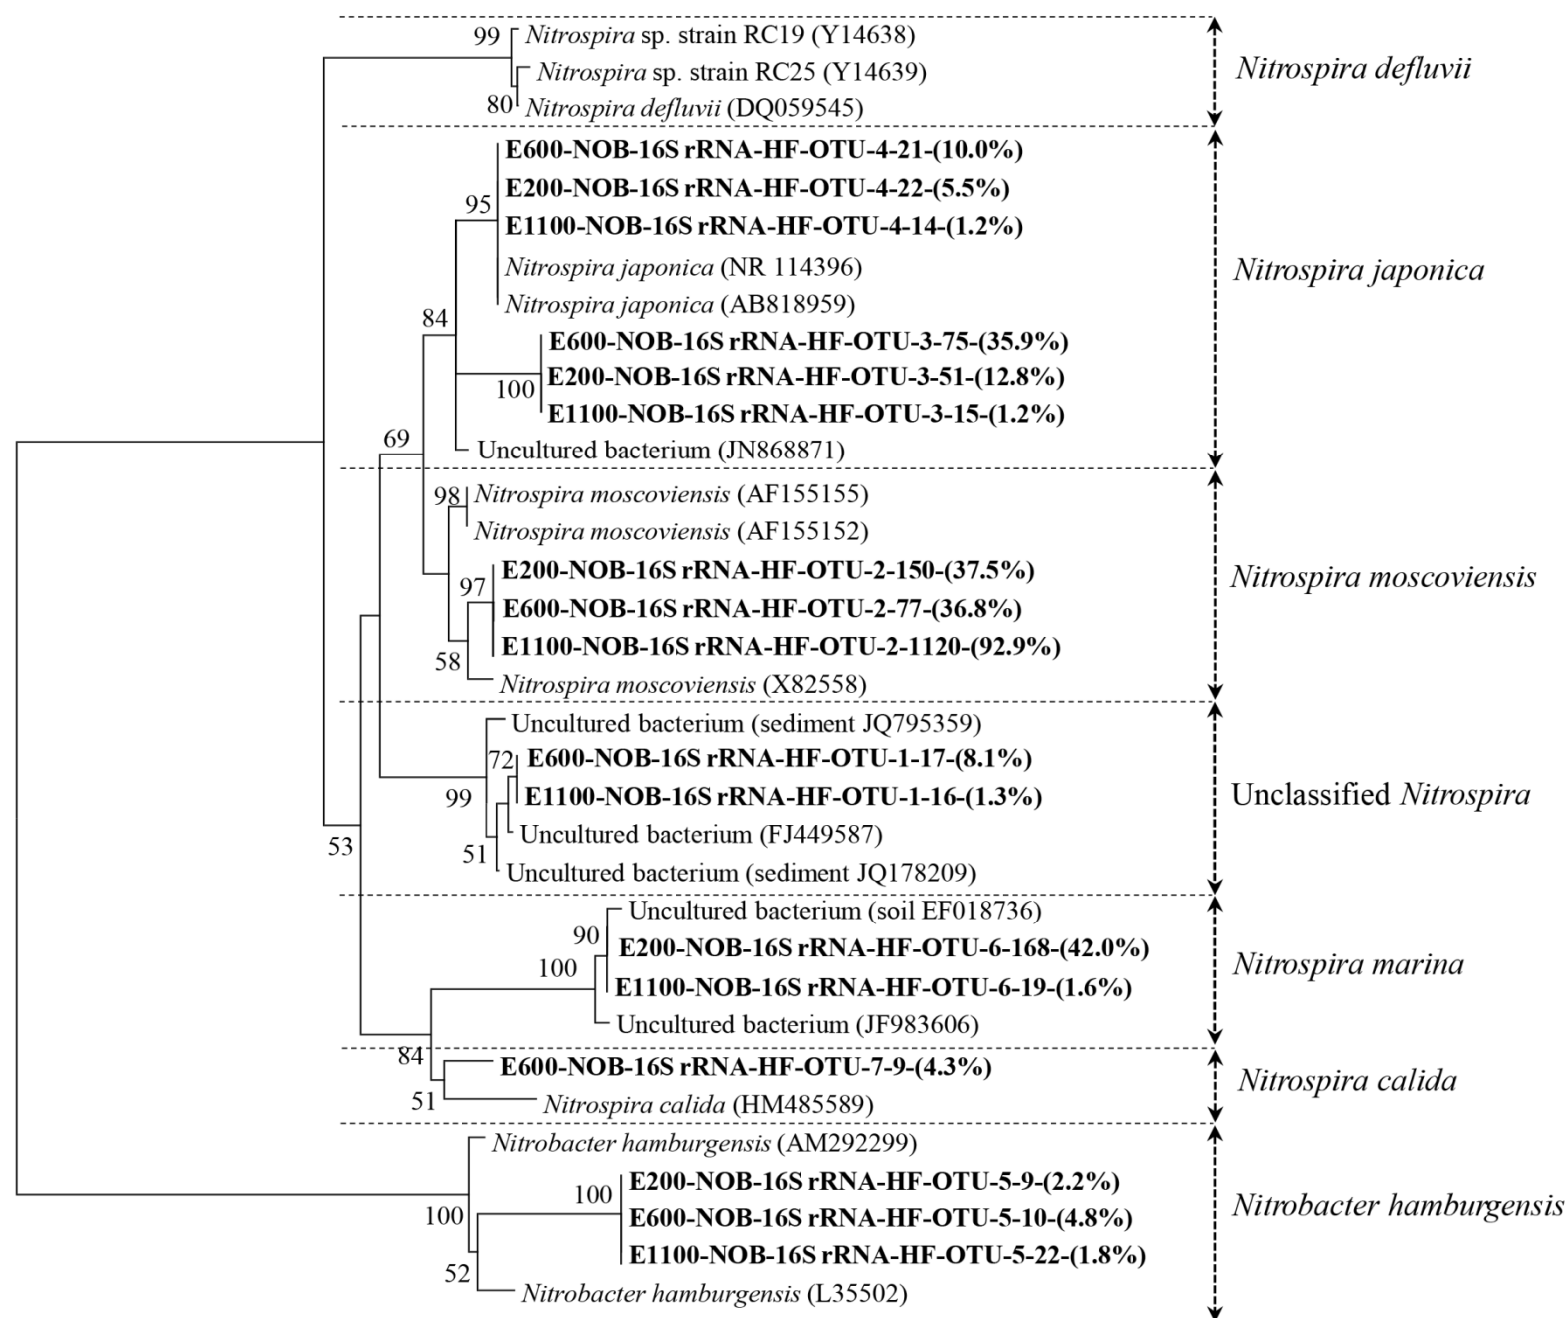 99
Nitrospira sp. strain RC19 (Y14638)
Nitrospira sp. strain RC25 (Y14639)
80
Nitrospira defluvii (DQ059545)
Nitrospira defluvii
E600-NOB-16S rRNA-HF-OTU-4-21-(10.0%)
E200-NOB-16S rRNA-HF-OTU-4-22-(5.5%)
95
E1100-NOB-16S rRNA-HF-OTU-4-14-(1.2%)
Nitrospira japonica (NR 114396)
Nitrospira japonica (AB818959)
84
E600-NOB-16S rRNA-HF-OTU-3-75-(35.9%)
E200-NOB-16S rRNA-HF-OTU-3-51-(12.8%)
100
E1100-NOB-16S rRNA-HF-OTU-3-15-(1.2%)
69
Uncultured bacterium (JN868871)
Nitrospira japonica
98
Nitrospira moscoviensis (AF155155)
Nitrospira moscoviensis (AF155152)
E200-NOB-16S rRNA-HF-OTU-2-150-(37.5%)
97
E600-NOB-16S rRNA-HF-OTU-2-77-(36.8%)
E1100-NOB-16S rRNA-HF-OTU-2-1120-(92.9%)
58
Nitrospira moscoviensis (X82558)
Nitrospira moscoviensis
Uncultured bacterium (sediment JQ795359)
72
E600-NOB-16S rRNA-HF-OTU-1-17-(8.1%)
99
E1100-NOB-16S rRNA-HF-OTU-1-16-(1.3%)
Uncultured bacterium (FJ449587)
53
51
Uncultured bacterium (sediment JQ178209)
Unclassified Nitrospira
Uncultured bacterium (soil EF018736)
90
E200-NOB-16S rRNA-HF-OTU-6-168-(42.0%)
100
E1100-NOB-16S rRNA-HF-OTU-6-19-(1.6%)
Uncultured bacterium (JF983606)
Nitrospira marina
84
E600-NOB-16S rRNA-HF-OTU-7-9-(4.3%)
51
Nitrospira calida (HM485589)
Nitrospira calida
Nitrobacter hamburgensis (AM292299)
E200-NOB-16S rRNA-HF-OTU-5-9-(2.2%)
100
E600-NOB-16S rRNA-HF-OTU-5-10-(4.8%)
100
E1100-NOB-16S rRNA-HF-OTU-5-22-(1.8%)
52
Nitrobacter hamburgensis (L35502)
Nitrobacter hamburgensis